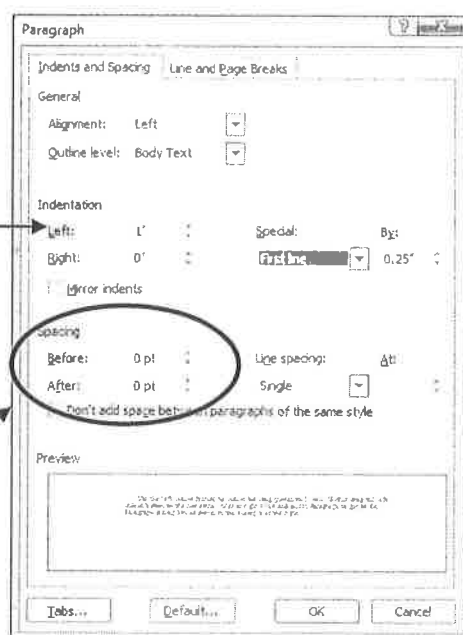 Paragraph
Indents and Spacing Line and Page Breaks
General
Alignment: Left
Outline level: Body Text
Indentation
Left: 1" Special: By:
Right: 0" First line 0.25"
Mirror indents
Spacing
Before: 0 pt Line spacing: At:
After: 0 pt Single
Don't add space between paragraphs of the same style
Preview
Tabs... Default... OK Cancel